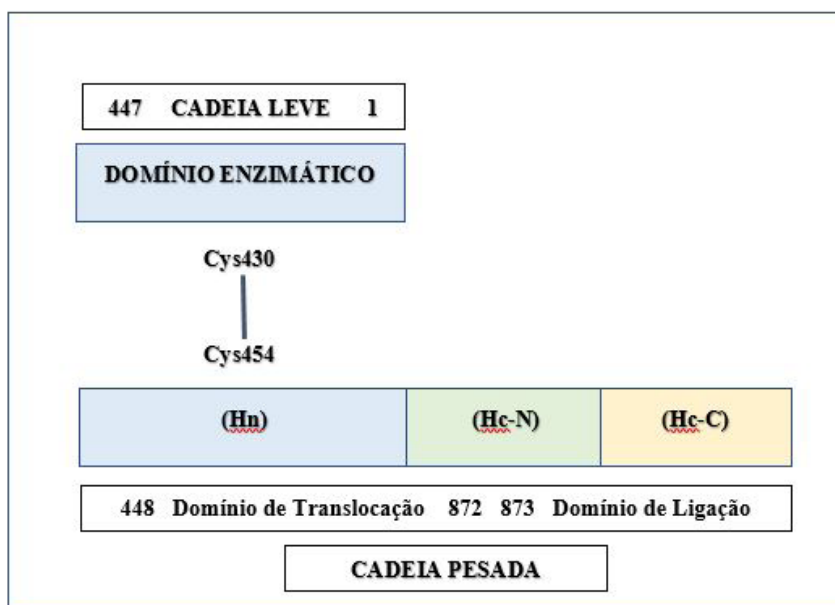 447 CADEIA LEVE 1
DOMÍNIO ENZIMÁTICO
Cys430
Cys454
(Hn) (Hc-N) (Hc-C)
448 Domínio de Translocação 872 873 Domínio de Ligação
CADEIA PESADA